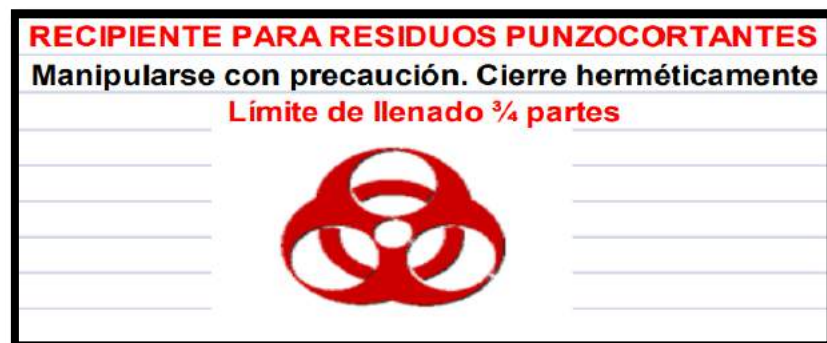 RECIPIENTE PARA RESIDUOS PUNZOCORTANTES
Manipularse con precaución. Cierre herméticamente
Límite de llenado ¾ partes